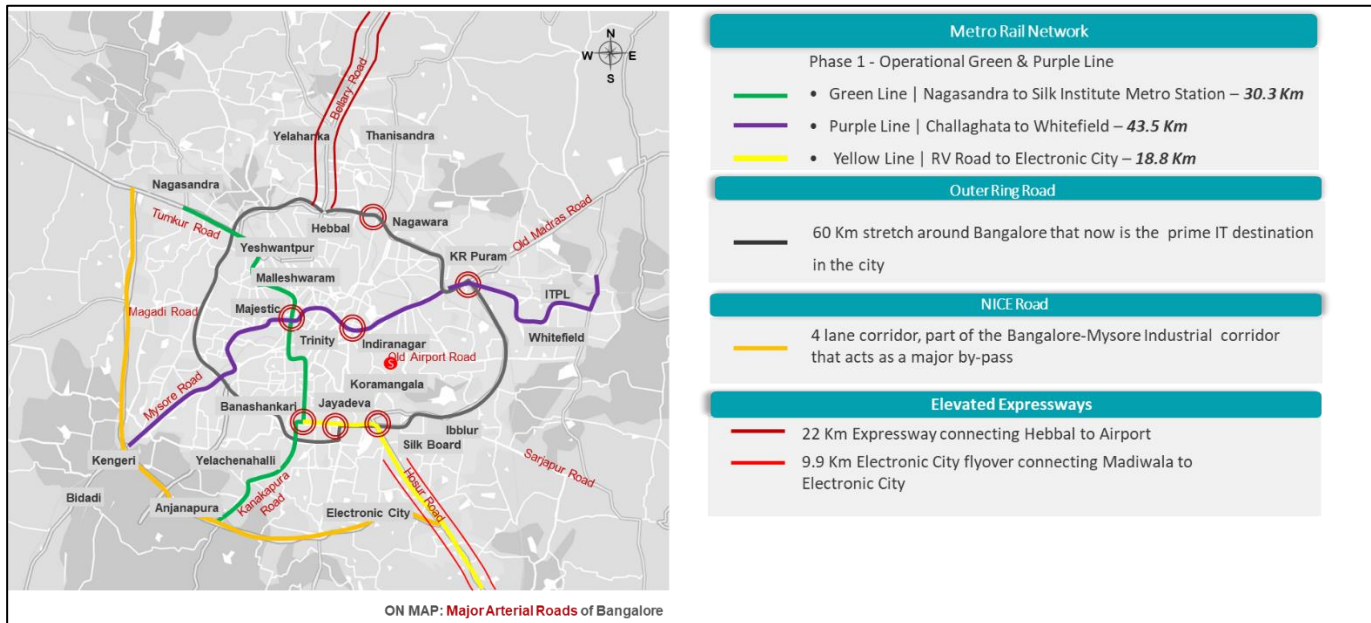 N
W E
S
Bellary Road
Yelahanka
Thanisandra
Nagasandra
Tumkur Road
Hebbal
Nagawara
Old Madras Road
Yeshwantpur
KR Puram
Malleshwaram
ITPL
Magadi Road
Majestic
Trinity
Indiranagar
Whitefield
Old Airport Road
S
Koramangala
Mysore Road
Banashankari
Jayadeva
Ibblur
Silk Board
Kengeri
Yelachenahalli
Sarjapur Road
Hosur Road
Bidadi
Kanakapura
Road
Anjanapura
Electronic City
ON MAP: Major Arterial Roads of Bangalore
Metro Rail Network
Phase 1 - Operational Green & Purple Line
• Green Line | Nagasandra to Silk Institute Metro Station – 30.3 Km
• Purple Line | Challaghata to Whitefield – 43.5 Km
• Yellow Line | RV Road to Electronic City – 18.8 Km
Outer Ring Road
60 Km stretch around Bangalore that now is the prime IT destination
in the city
NICE Road
4 lane corridor, part of the Bangalore-Mysore Industrial corridor
that acts as a major by-pass
Elevated Expressways
22 Km Expressway connecting Hebbal to Airport
9.9 Km Electronic City flyover connecting Madiwala to
Electronic City